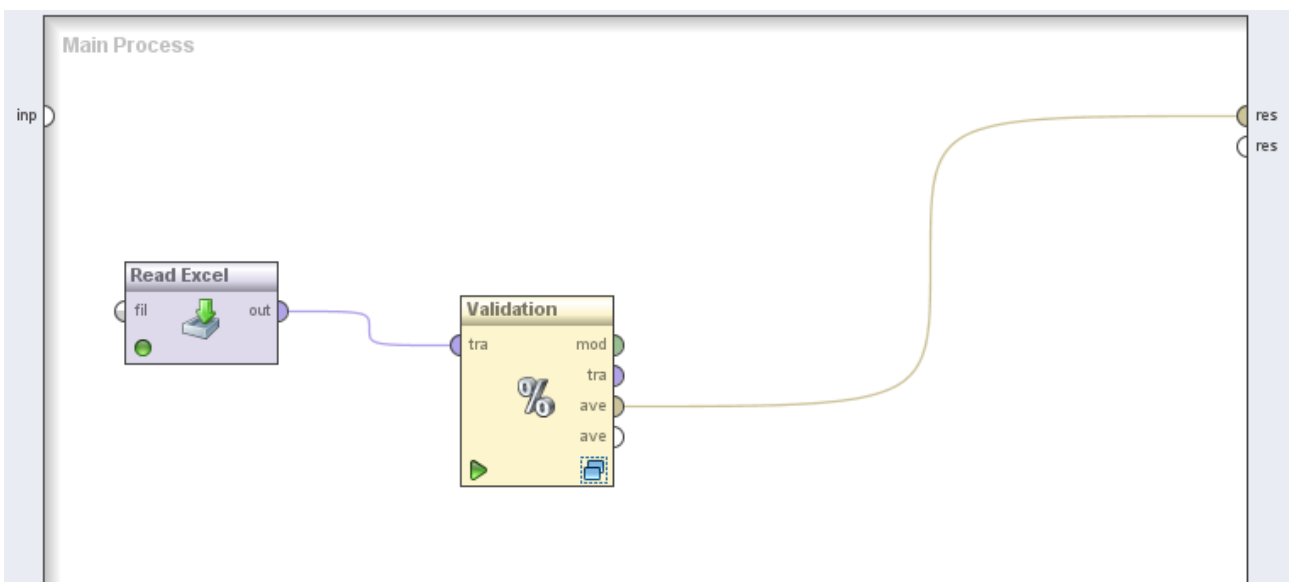 Main Process
inp
res
res
Read Excel
fil
out
Validation
tra
mod
tra
ave
ave